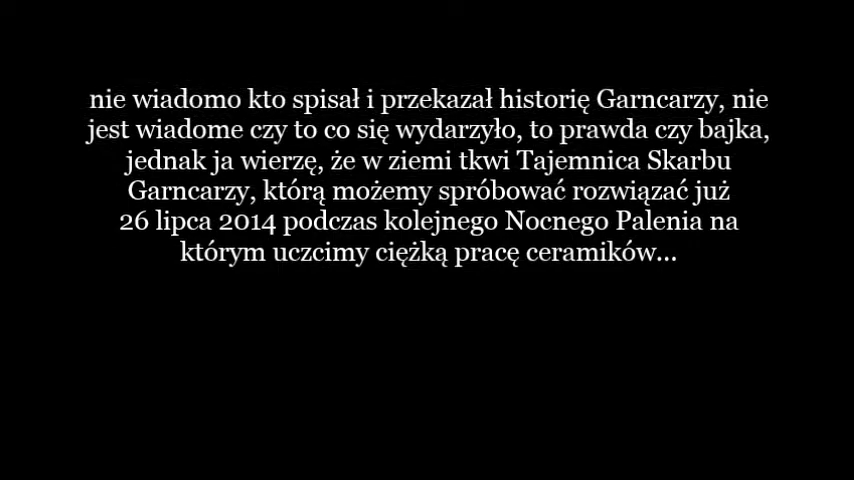 nie wiadomo kto spisał i przekazał historię Garncarzy, nie
jest wiadome czy to co się wydarzyło, to prawda czy bajka,
jednak ja wierzę, że w ziemi tkwi Tajemnica Skarbu
Garncarzy, którą możemy spróbować rozwiązać już
26 lipca 2014 podczas kolejnego Nocnego Palenia na
którym uczcimy ciężką pracę ceramików...